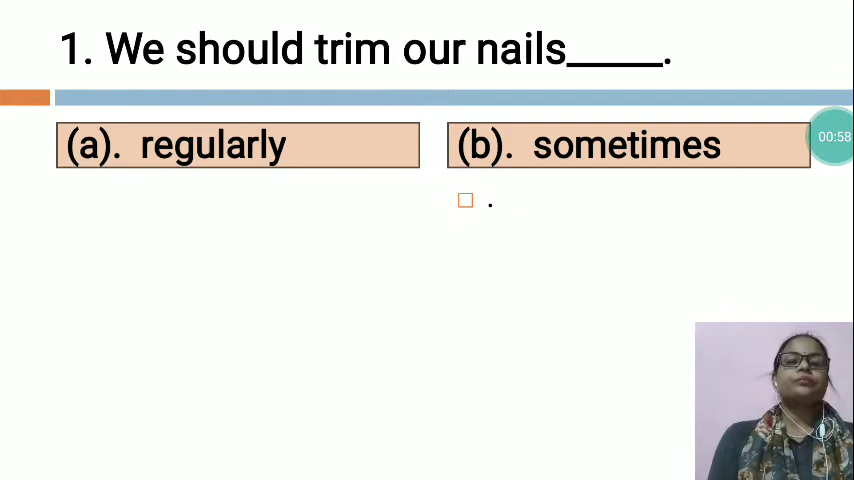 1. We should trim our nails_____.
(a). regularly
(b). sometimes
00:58
.